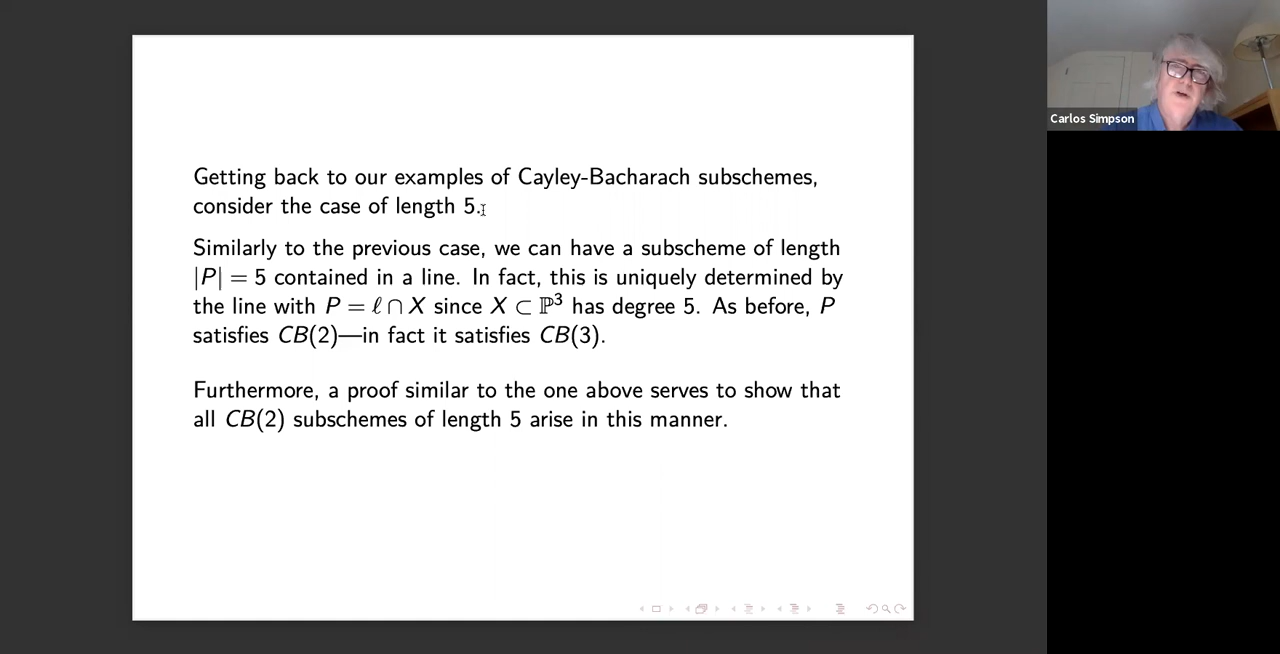 Carlos Simpson
Getting back to our examples of Cayley-Bacharach subschemes,
consider the case of length 5.
Similarly to the previous case, we can have a subscheme of length
|P| = 5 contained in a line. In fact, this is uniquely determined by
the line with P = ℓ ∩ X since X ⊂ ℙ³ has degree 5. As before, P
satisfies CB(2)—in fact it satisfies CB(3).
Furthermore, a proof similar to the one above serves to show that
all CB(2) subschemes of length 5 arise in this manner.